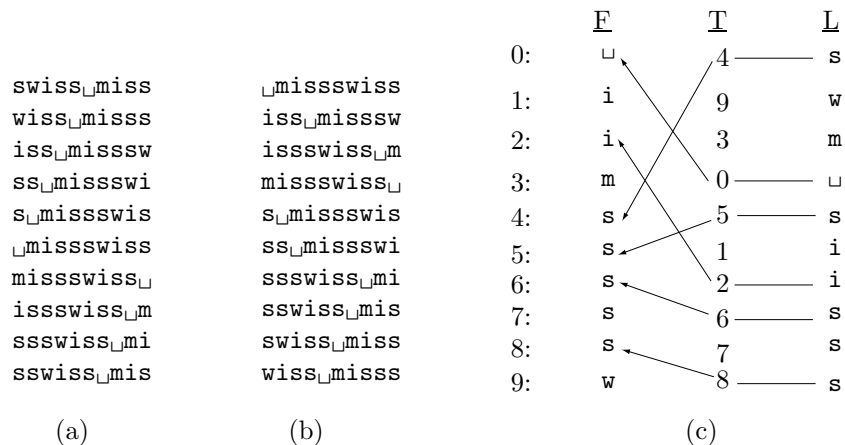 swiss␣miss
wiss␣misss
iss␣misssw
ss␣missswi
s␣missswis
␣missswiss
missswiss␣
issswiss␣m
ssswiss␣mi
sswiss␣mis
(a)
␣missswiss
iss␣misssw
issswiss␣m
missswiss␣
s␣missswis
ss␣missswi
ssswiss␣mi
sswiss␣mis
swiss␣miss
wiss␣misss
(b)
F T L
0: ␣ 4 s
1: i 9 w
2: i 3 m
3: m 0 ␣
4: s 5 s
5: s 1 i
6: s 2 i
7: s 6 s
8: s 7 s
9: w 8 s
(c)